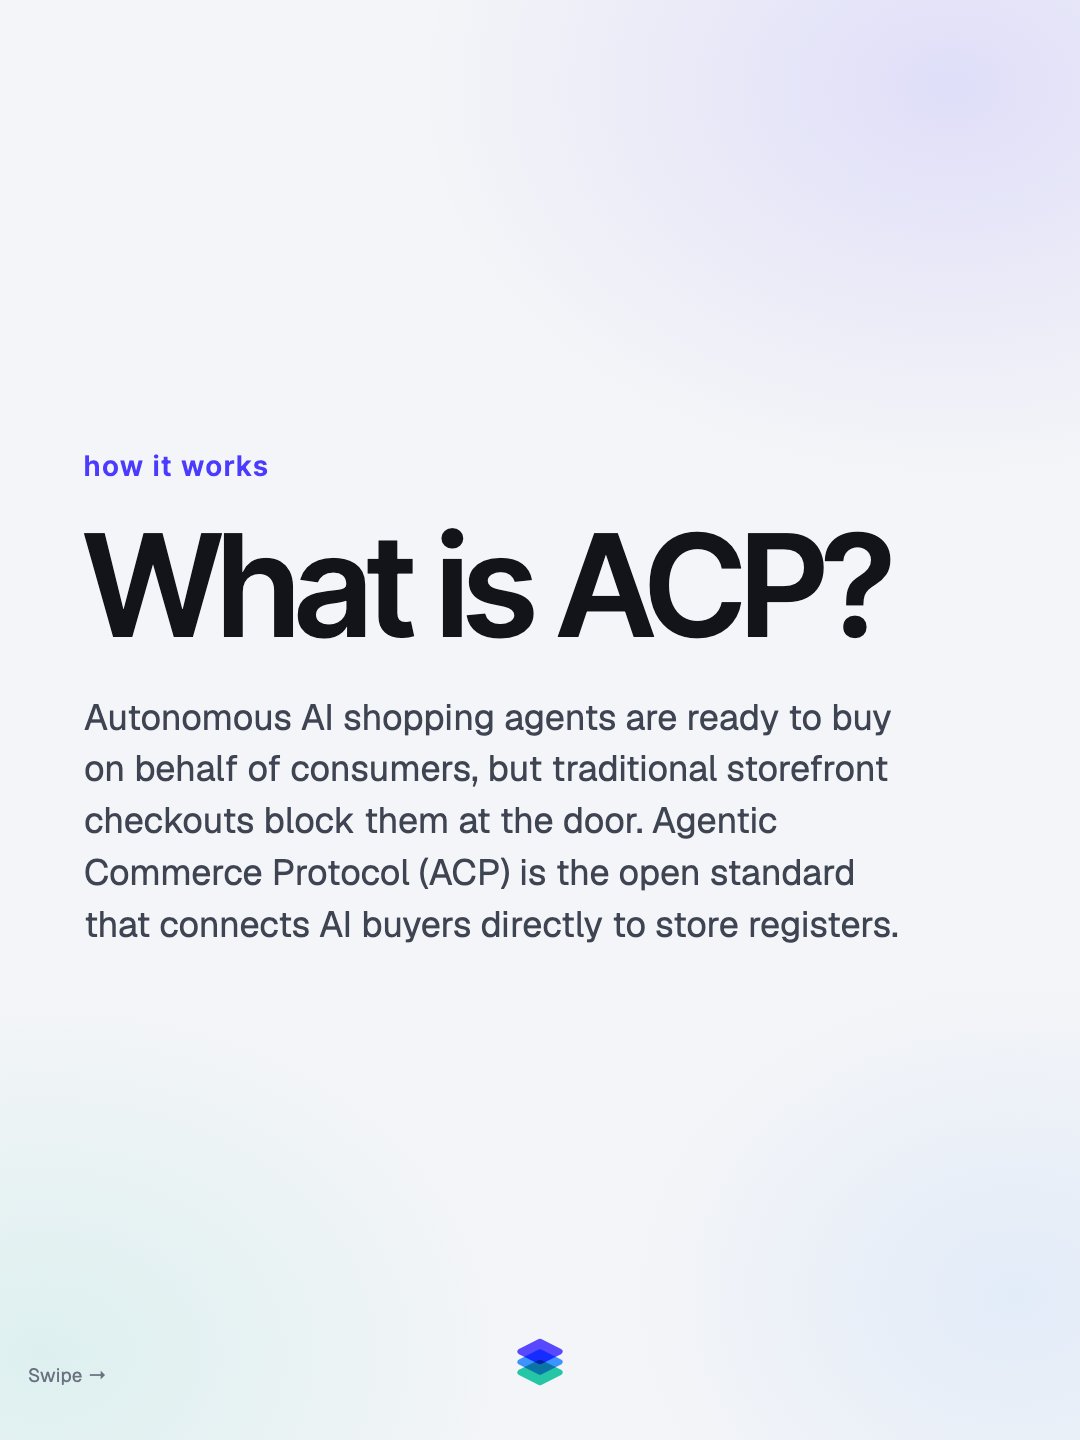 how it works
What is ACP?
Autonomous AI shopping agents are ready to buy
on behalf of consumers, but traditional storefront
checkouts block them at the door. Agentic
Commerce Protocol (ACP) is the open standard
that connects AI buyers directly to store registers.
Swipe →